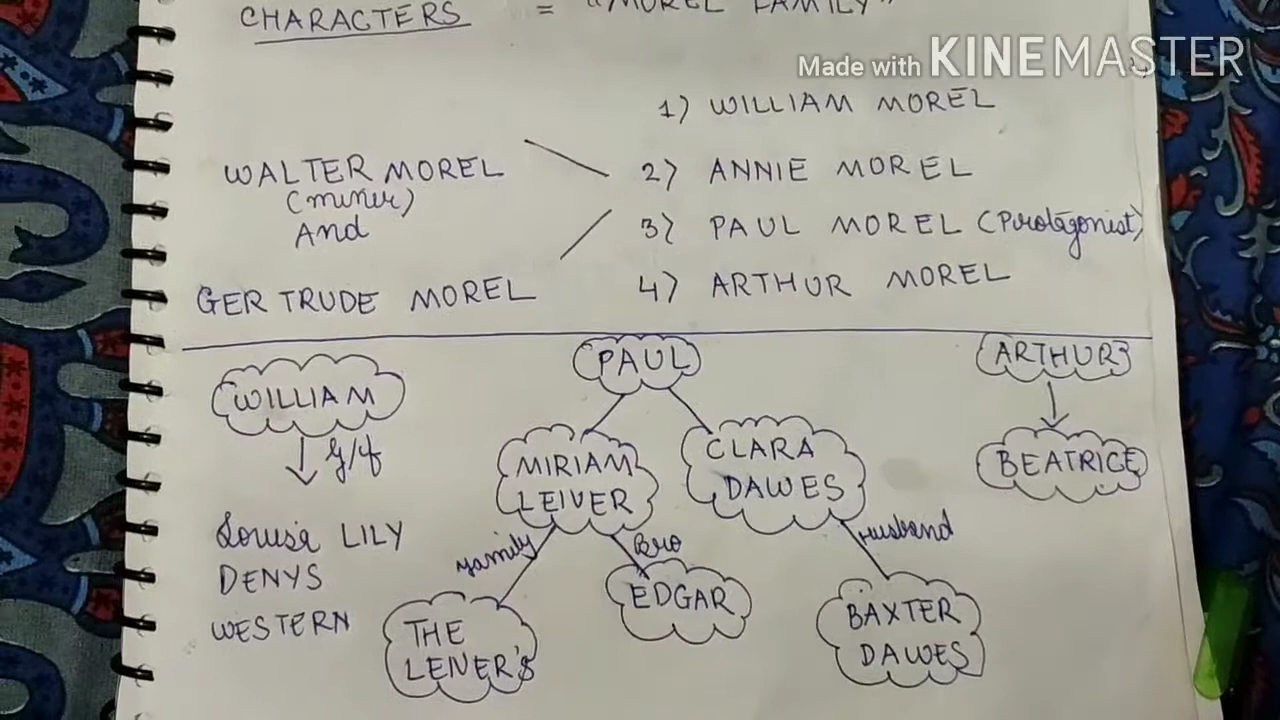 CHARACTERS = "MOREL FAMILY"
Made with KINEMASTER
1) WILLIAM MOREL
WALTER MOREL
(miner)
And
GERTRUDE MOREL
2) ANNIE MOREL
3) PAUL MOREL (Protagonist)
4) ARTHUR MOREL
WILLIAM
g/f
Louisa LILY
DENYS
WESTERN
PAUL
MIRIAM
LEIVER
family
THE
LEIVER'S
Bro
EDGAR
CLARA
DAWES
Husband
BAXTER
DAWES
ARTHUR
BEATRICE